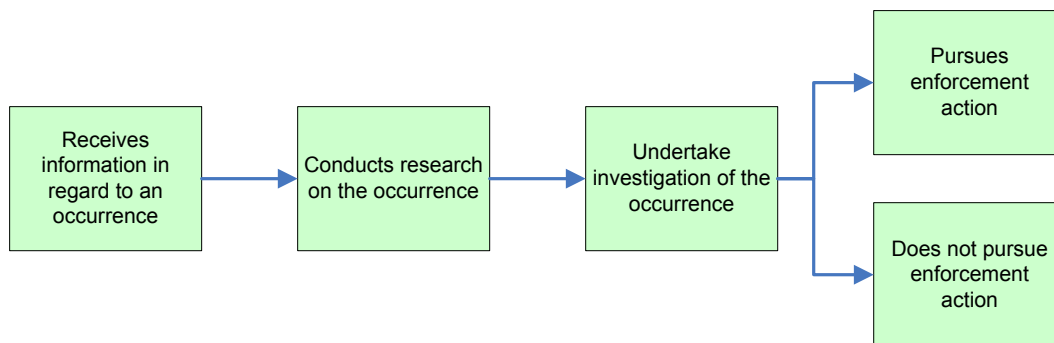 Receives
information in
regard to an
occurrence
Conducts research
on the occurrence
Undertake
investigation of the
occurrence
Pursues
enforcement
action
Does not pursue
enforcement
action